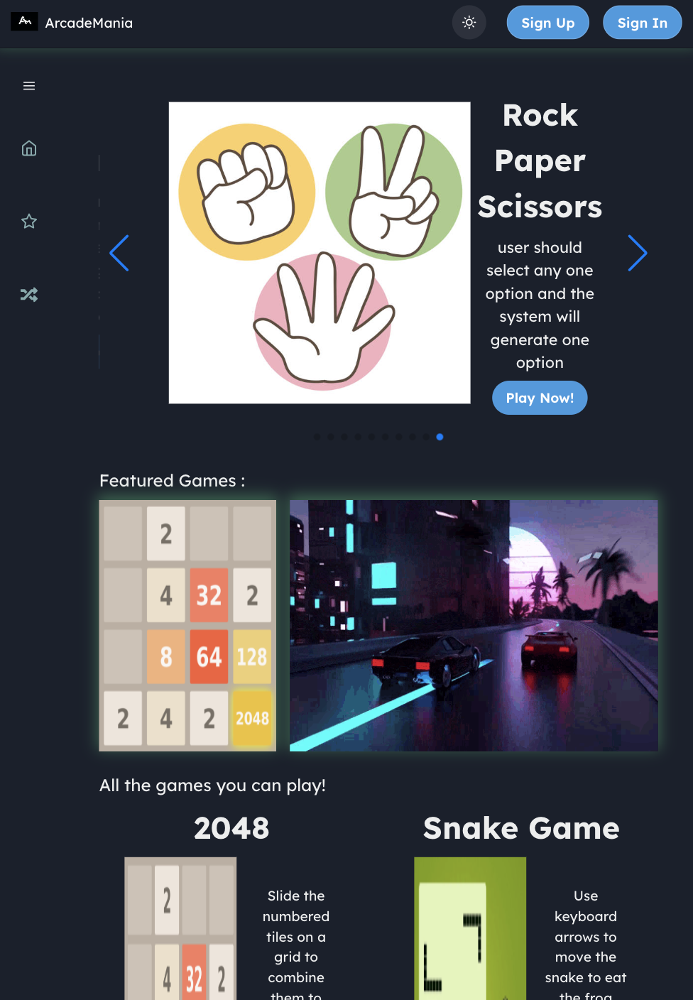 AM
ArcadeMania
Sign Up
Sign In
Rock
Paper
Scissors
user should
select any one
option and the
system will
generate one
option
Play Now!
Featured Games :
2
4 32 2
8 64 128
2 4 2 2048
All the games you can play!
2048
Snake Game
2
4 32 2
Slide the
numbered
tiles on a
grid to
combine
them to
Use
keyboard
arrows to
move the
snake to eat
the frog